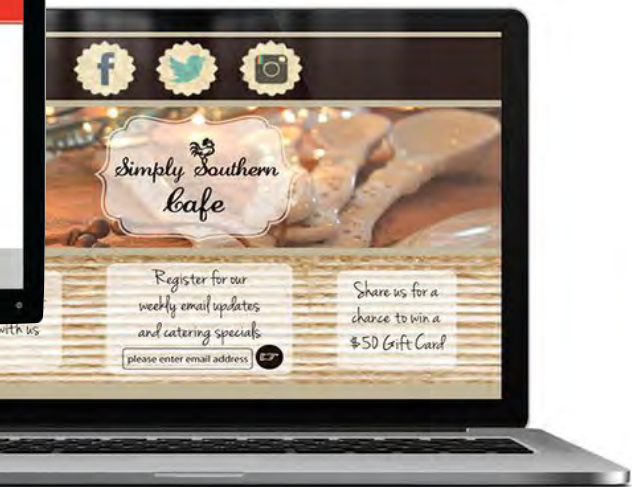 Simply Southern
Cafe
Register for our
weekly email updates
and catering specials
please enter email address
with us
Share us for a
chance to win a
$50 Gift Card